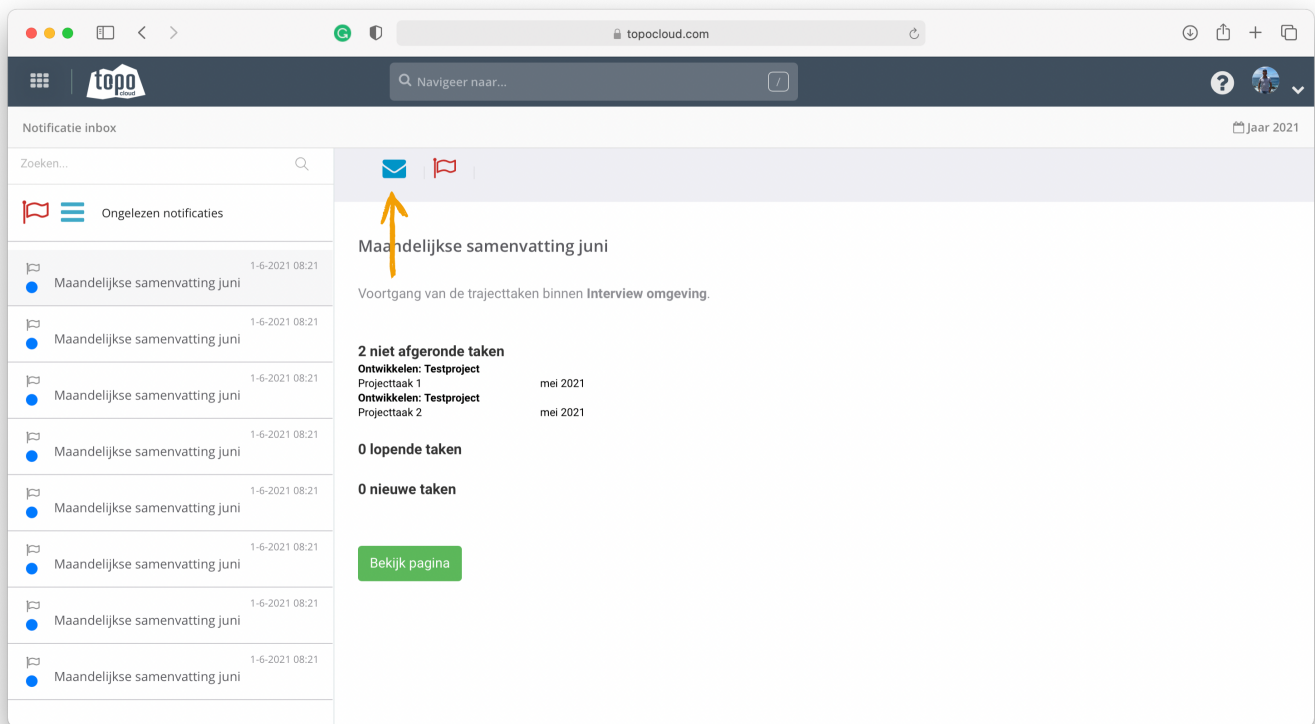 topocloud.com
topo
cloud
Navigeer naar...
/
?
Notificatie inbox
Jaar 2021
Zoeken...
Ongelezen notificaties
1-6-2021 08:21
Maandelijkse samenvatting juni
1-6-2021 08:21
Maandelijkse samenvatting juni
1-6-2021 08:21
Maandelijkse samenvatting juni
1-6-2021 08:21
Maandelijkse samenvatting juni
1-6-2021 08:21
Maandelijkse samenvatting juni
1-6-2021 08:21
Maandelijkse samenvatting juni
1-6-2021 08:21
Maandelijkse samenvatting juni
1-6-2021 08:21
Maandelijkse samenvatting juni
Maandelijkse samenvatting juni
Voortgang van de trajecttaken binnen Interview omgeving.
2 niet afgeronde taken
Ontwikkelen: Testproject
Projecttaak 1 mei 2021
Ontwikkelen: Testproject
Projecttaak 2 mei 2021
0 lopende taken
0 nieuwe taken
Bekijk pagina